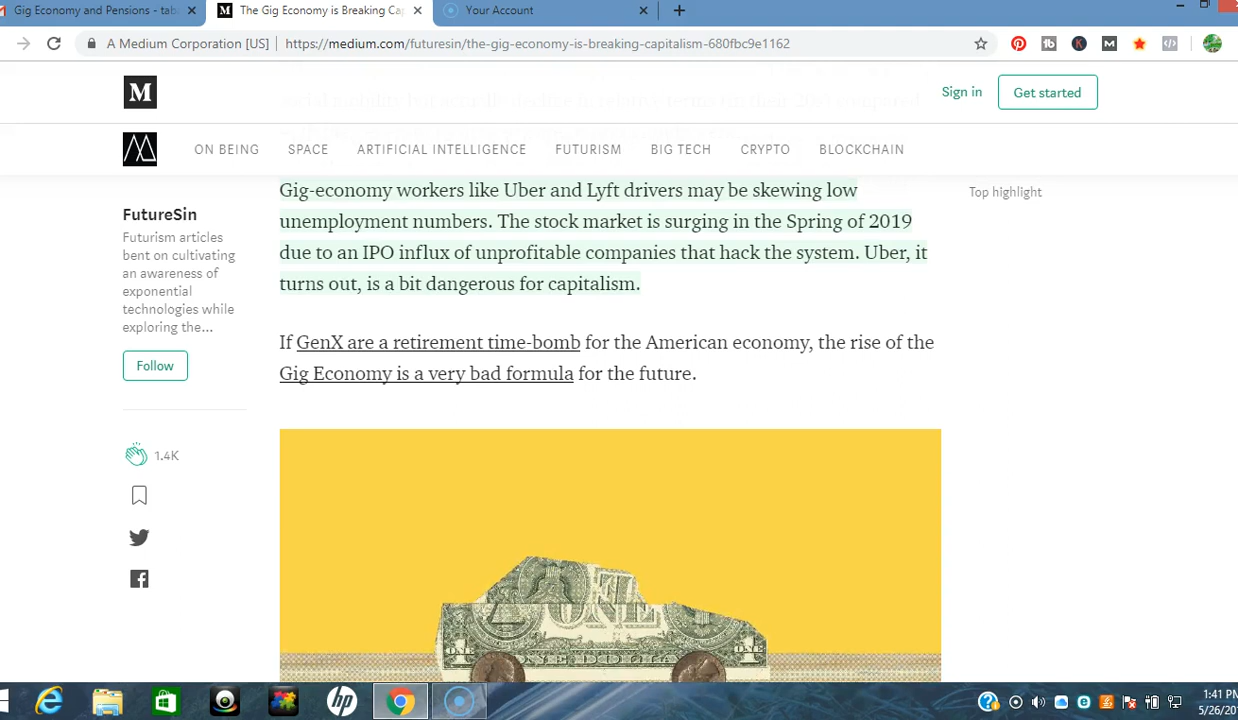 Gig Economy and Pensions - tab
The Gig Economy is Breaking Ca
Your Account
A Medium Corporation [US]
https://medium.com/futuresin/the-gig-economy-is-breaking-capitalism-680fbc9e1162
M
Sign in
Get started
ON BEING
SPACE
ARTIFICIAL INTELLIGENCE
FUTURISM
BIG TECH
CRYPTO
BLOCKCHAIN
Gig-economy workers like Uber and Lyft drivers may be skewing low
unemployment numbers. The stock market is surging in the Spring of 2019
due to an IPO influx of unprofitable companies that hack the system. Uber, it
turns out, is a bit dangerous for capitalism.
Top highlight
FutureSin
Futurism articles
bent on cultivating
an awareness of
exponential
technologies while
exploring the...
Follow
If GenX are a retirement time-bomb for the American economy, the rise of the
Gig Economy is a very bad formula for the future.
1.4K
ONE
1 ONE DOLLAR 1
hp
1:41 PM
5/26/20